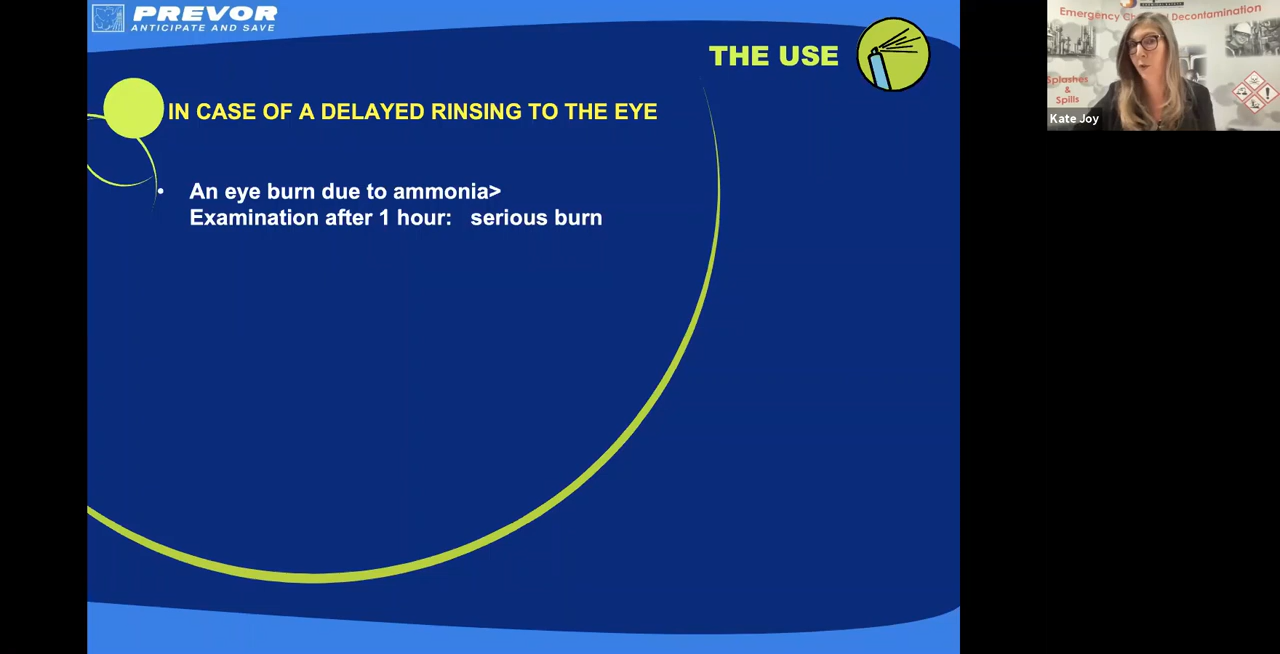 PREVOR
ANTICIPATE AND SAVE
THE USE
IN CASE OF A DELAYED RINSING TO THE EYE
• An eye burn due to ammonia>
Examination after 1 hour: serious burn
Emergency Decontamination
Splashes
&
Spills
Kate Joy